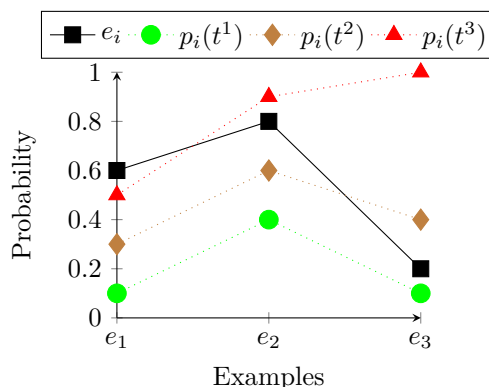 e_i p_i(t^1) p_i(t^2) p_i(t^3)
1
0.8
0.6
0.4
0.2
0
Probability
e_1 e_2 e_3
Examples